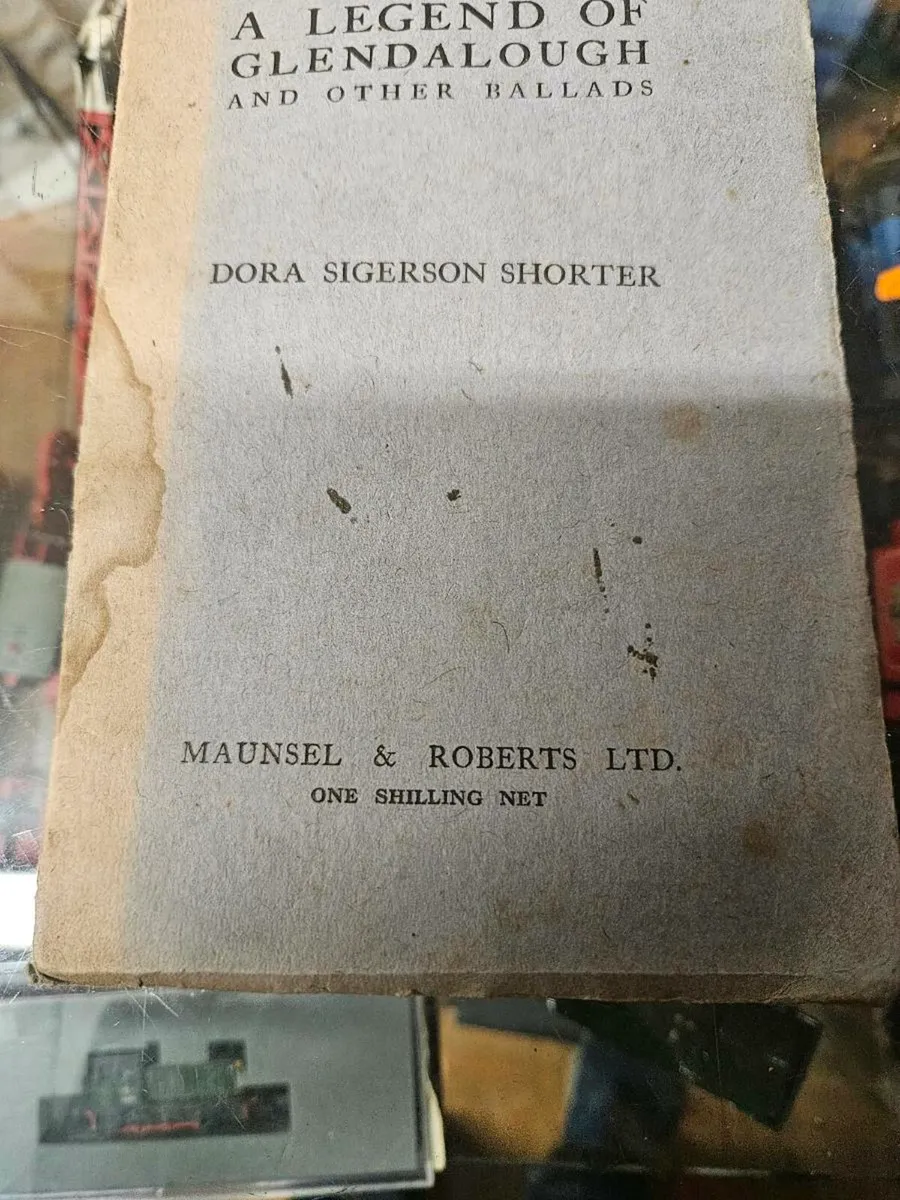 A LEGEND OF
GLENDALOUGH
AND OTHER BALLADS
DORA SIGERSON SHORTER
MAUNSEL & ROBERTS LTD.
ONE SHILLING NET